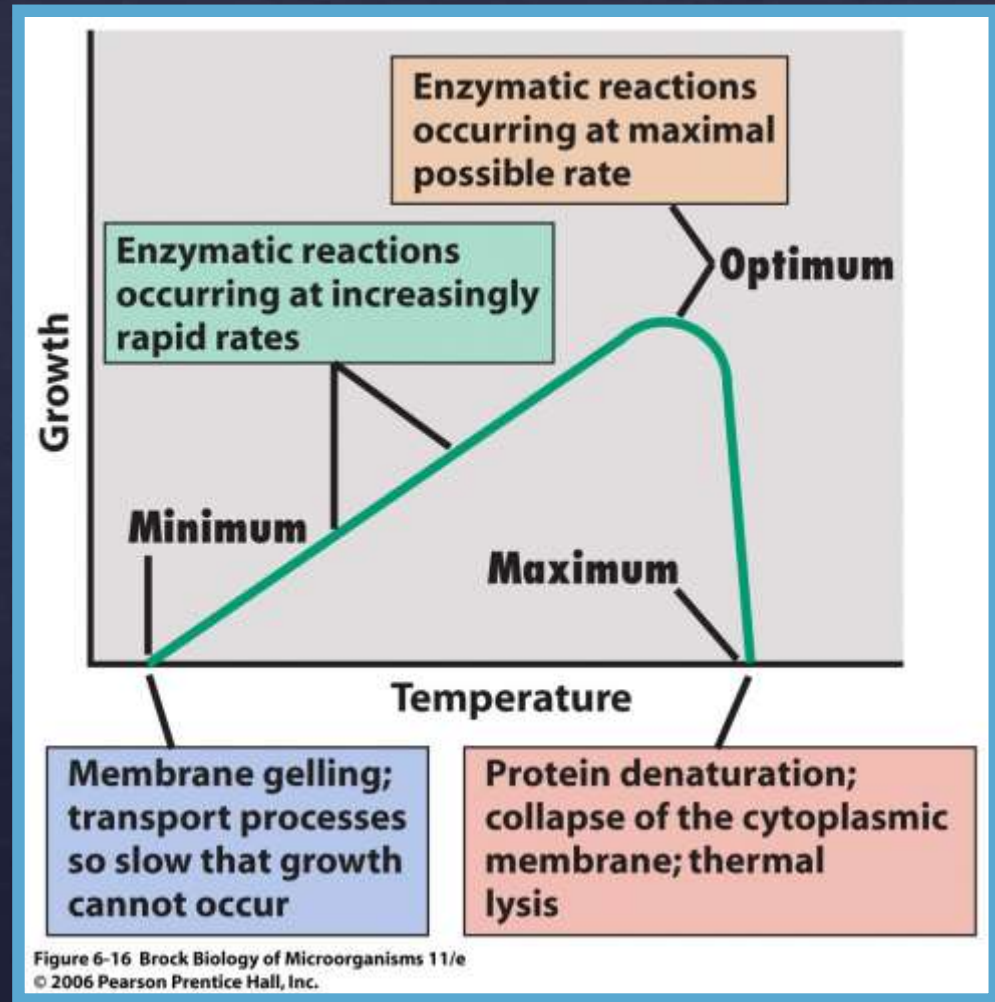 Enzymatic reactions
occurring at maximal
possible rate
Enzymatic reactions
occurring at increasingly
rapid rates
Optimum
Growth
Minimum
Maximum
Temperature
Membrane gelling;
transport processes
so slow that growth
cannot occur
Protein denaturation;
collapse of the cytoplasmic
membrane; thermal
lysis
Figure 6-16 Brock Biology of Microorganisms 11/e
© 2006 Pearson Prentice Hall, Inc.